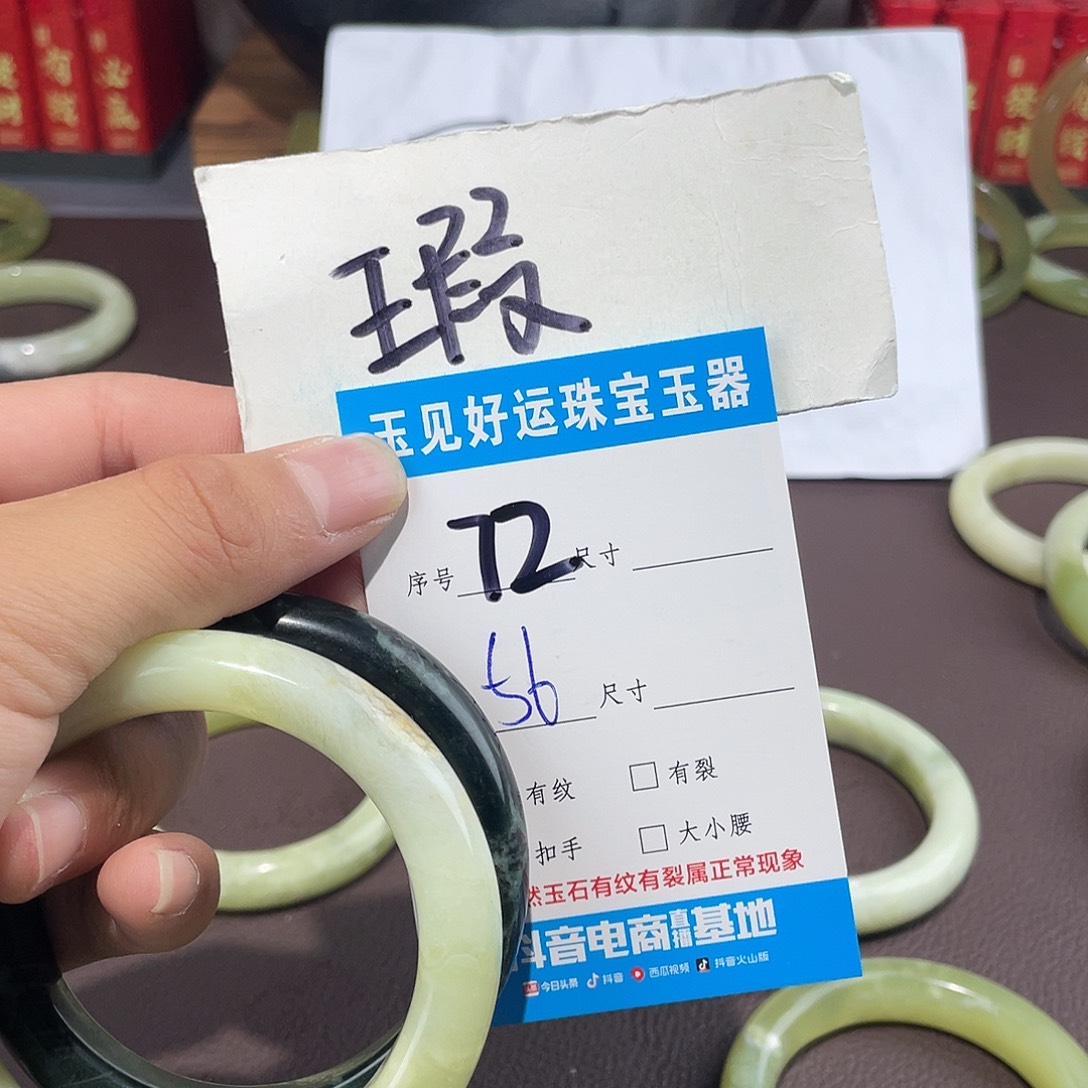 瑕
玉见好运珠宝玉器
序号 72 尺寸
56 尺寸
有纹 有裂
扣手 大小腰
然玉石有纹有裂属正常现象
抖音电商直播基地
今日头条 抖音 西瓜视频 抖音火山版